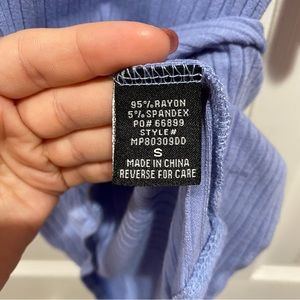 95% RAYON
5% SPANDEX
PO# 66899
STYLE#
MP80309DD
S
MADE IN CHINA
REVERSE FOR CARE